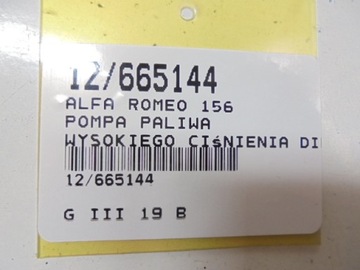 12/665144
ALFA ROMEO 156
POMPA PALIWA
WYSOKIEGO CIśNIENIA DI
12/665144
G III 19 B